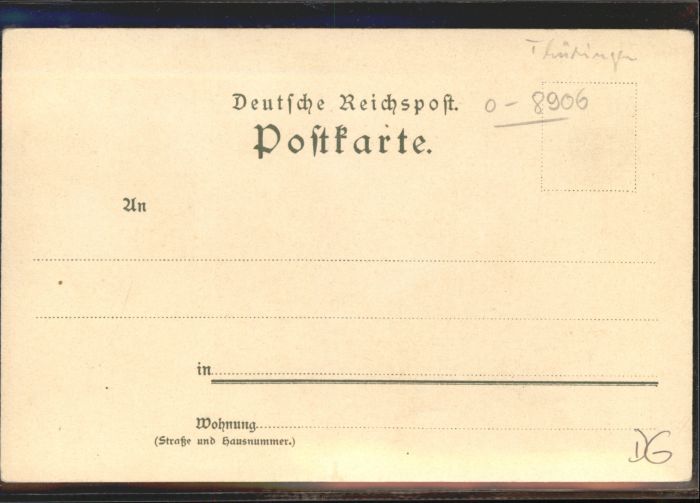 Thüringen
Deutsche Reichspost.
0 - 8906
Postkarte.
An
in
Wohnung
(Straße und Hausnummer.)
DG